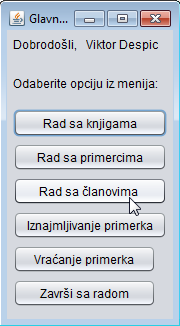 Glavn...
Dobrodošli, Viktor Despic
Odaberite opciju iz menija:
Rad sa knjigama
Rad sa primercima
Rad sa članovima
Iznajmljivanje primerka
Vraćanje primerka
Završi sa radom